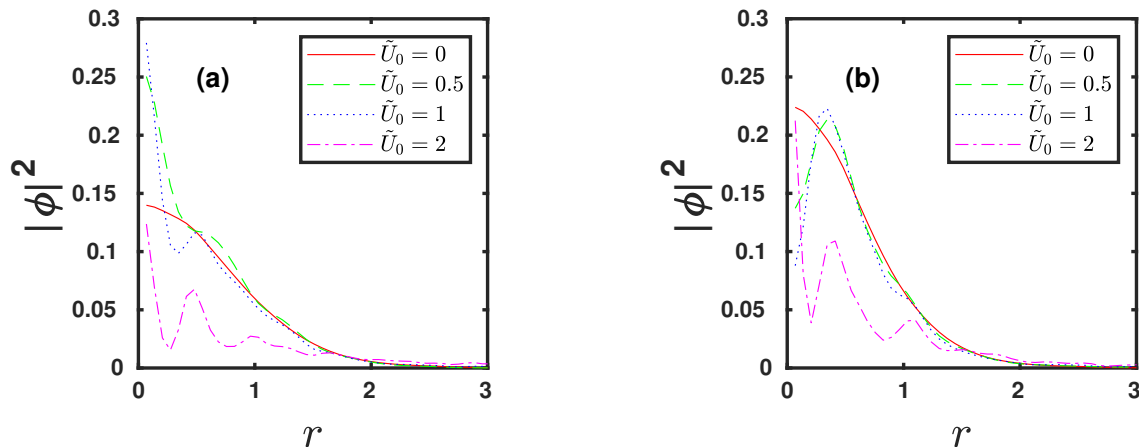 0.3
0.25
0.2
0.15
0.1
0.05
0
0 1 2 3
|ϕ|²
r
(a)
Ũ₀ = 0
Ũ₀ = 0.5
Ũ₀ = 1
Ũ₀ = 2
0.3
0.25
0.2
0.15
0.1
0.05
0
0 1 2 3
|ϕ|²
r
(b)
Ũ₀ = 0
Ũ₀ = 0.5
Ũ₀ = 1
Ũ₀ = 2